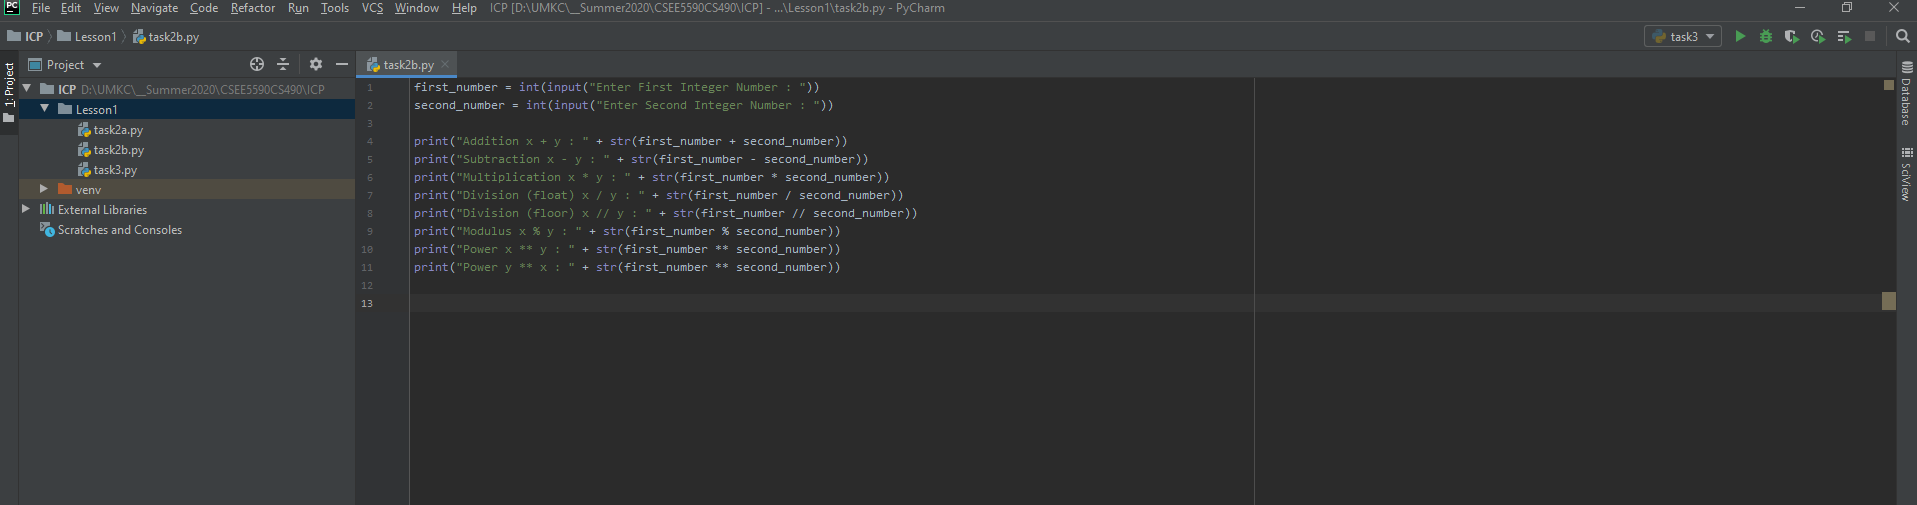 PC File Edit View Navigate Code Refactor Run Tools VCS Window Help ICP [D:\UMKC\__Summer2020\CSEE5590CS490\ICP] - ...\Lesson1\task2b.py - PyCharm
ICP Lesson1 task2b.py task3
1: Project
Project
task2b.py
ICP D:\UMKC\__Summer2020\CSEE5590CS490\ICP
Lesson1
task2a.py
task2b.py
task3.py
venv
External Libraries
Scratches and Consoles
1 first_number = int(input("Enter First Integer Number : "))
2 second_number = int(input("Enter Second Integer Number : "))
3
4 print("Addition x + y : " + str(first_number + second_number))
5 print("Subtraction x - y : " + str(first_number - second_number))
6 print("Multiplication x * y : " + str(first_number * second_number))
7 print("Division (float) x / y : " + str(first_number / second_number))
8 print("Division (floor) x // y : " + str(first_number // second_number))
9 print("Modulus x % y : " + str(first_number % second_number))
10 print("Power x ** y : " + str(first_number ** second_number))
11 print("Power y ** x : " + str(first_number ** second_number))
12
13
Database
SciView